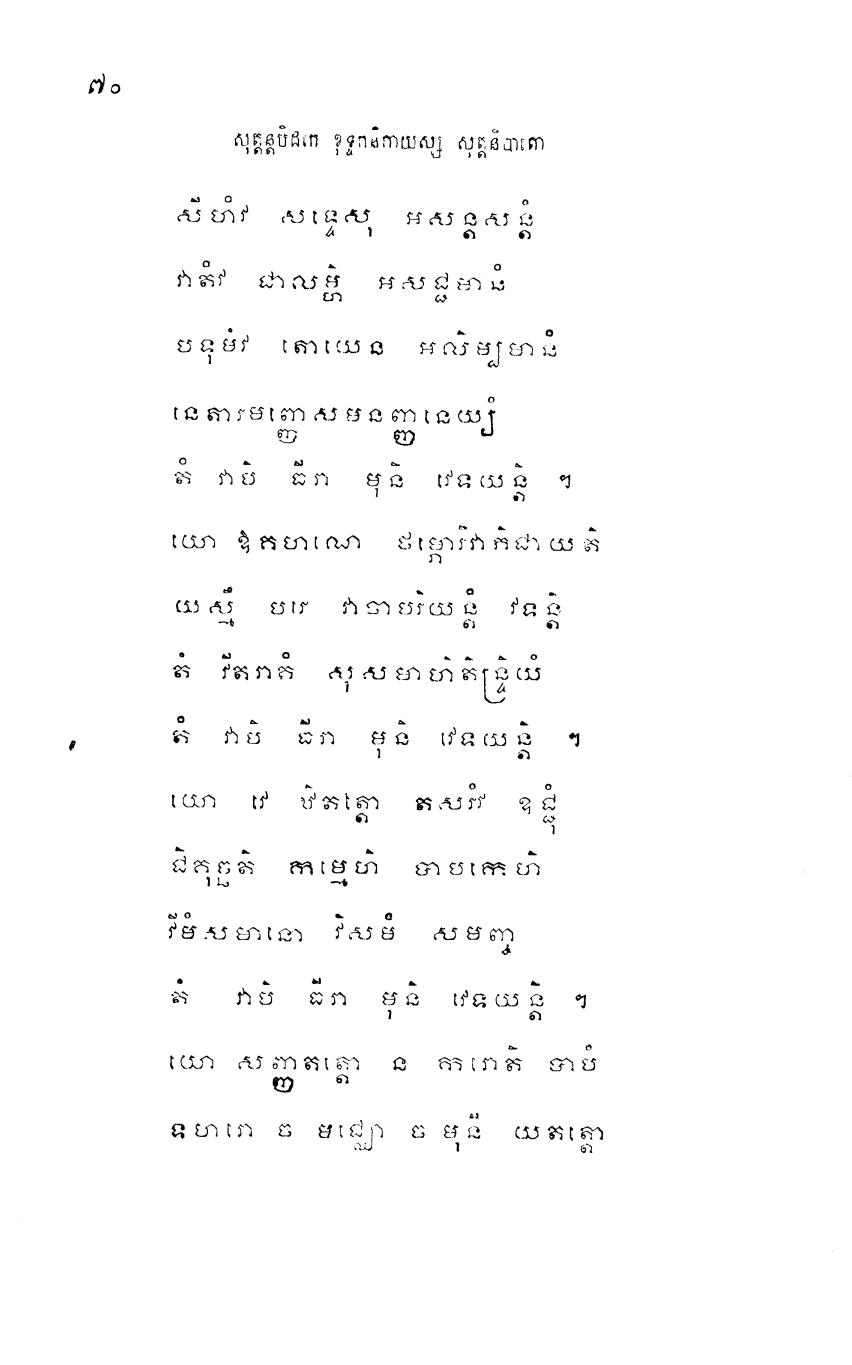 ៧០
សុត្តន្តបិដកេ ខុទ្ទកនិកាយស្ស សុត្តនិបាតោ
សីហំវ សទ្ទេសុ អសន្តសន្តំ
វាតំវ ជាលម្ហិ អសជ្ជមានំ
បទុមំវ តោយេន អលិម្បមានំ
នេតារមញ្ញេសមនញ្ញនេយ្យំ
តំ វាបិ ធីរា មុនិ វេទយន្តិ ។
យោ ឱគហណេ ថម្ភោរិវាភិជាយតិ
យស្មឹ បរេ វាចាបរិយន្តំ វទន្តិ
តំ វីតរាគំ សុសមាហិតិន្ទ្រិយំ
តំ វាបិ ធីរា មុនិ វេទយន្តិ ។
យោ វេ ឋិតត្តោ តសរំវ ឧជ្ជុំ
ជិគុច្ឆតិ កម្មេហិ បាបកេហិ
វីមំសមានោ វិសមំ សមញ្ច
តំ វាបិ ធីរា មុនិ វេទយន្តិ ។
យោ សញ្ញតត្តោ ន ករោតិ បាបំ
ទហរោ ច មជ្ឈោ ច មុនី យតត្តោ